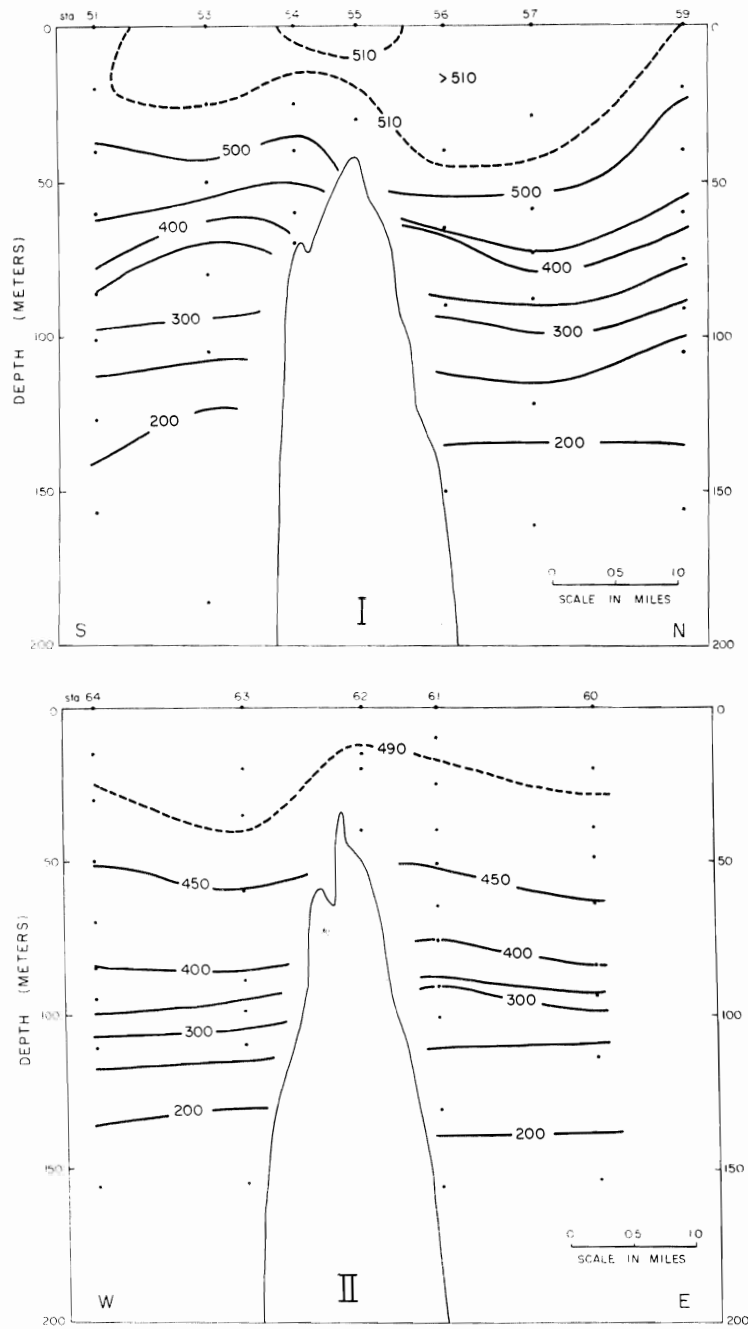 sta 51 53 54 55 56 57 59
0 0
510
>510
510
500 500
50 50
400 400
300 300
100 100
200 200
150 150
0 0.5 1.0
SCALE IN MILES
S I N
200 200
DEPTH (METERS)
sta 64 63 62 61 60
0 0
490
50 50
450 450
400 400
300 300
100 100
200 200
150 150
0 0.5 1.0
SCALE IN MILES
W II E
200 200
DEPTH (METERS)